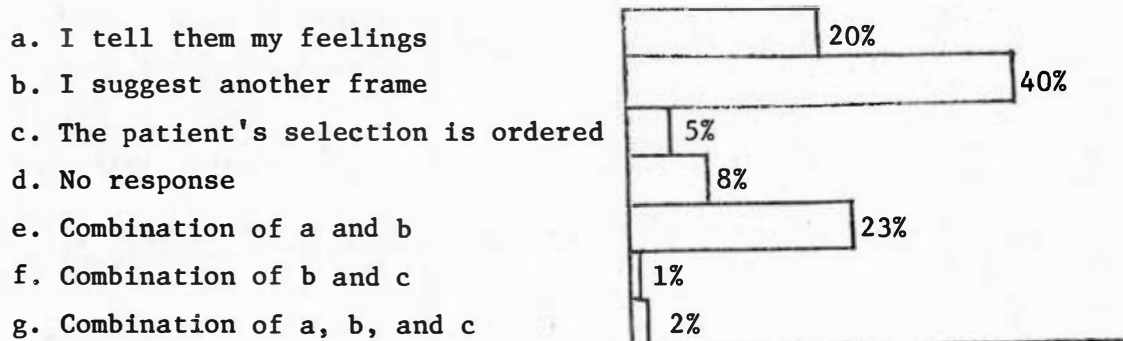 a. I tell them my feelings 20%
b. I suggest another frame 40%
c. The patient's selection is ordered 5%
d. No response 8%
e. Combination of a and b 23%
f. Combination of b and c 1%
g. Combination of a, b, and c 2%